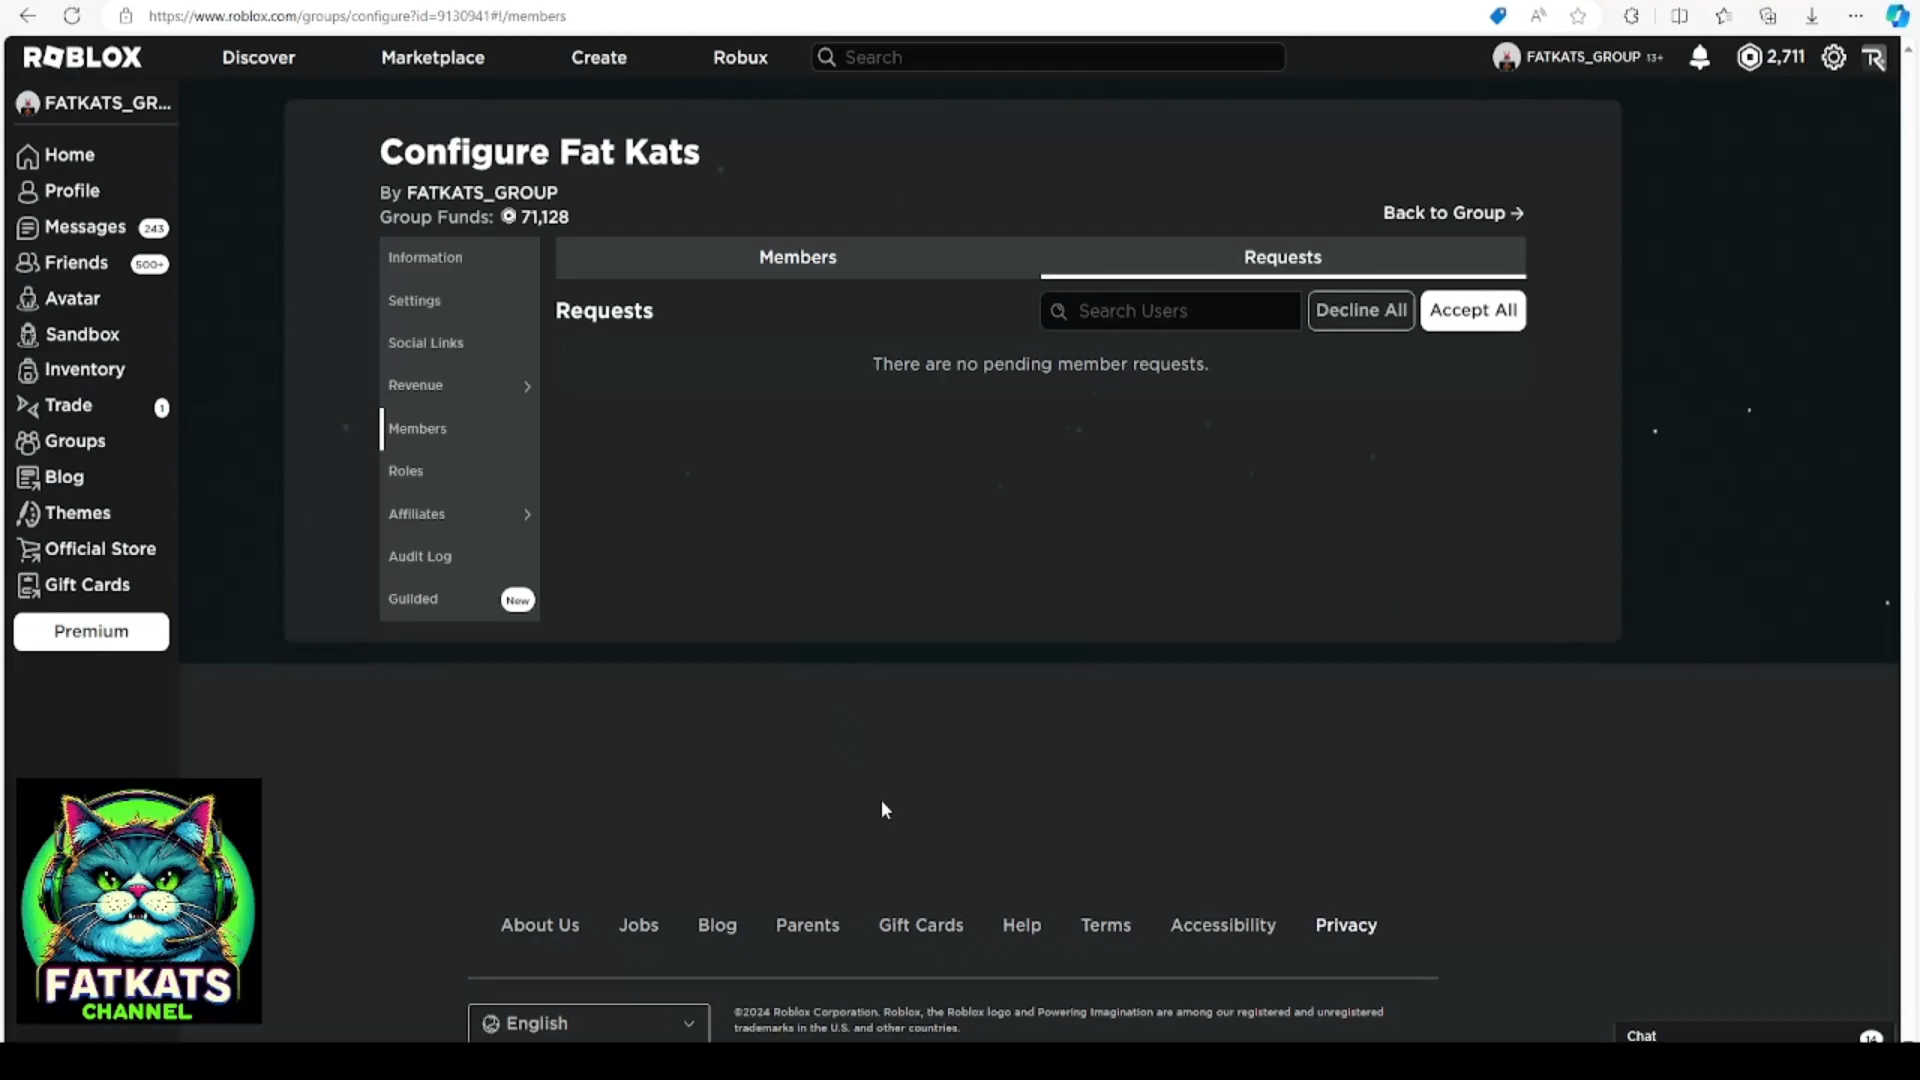 https://www.roblox.com/groups/configure?id=9130941#!/members
ROBLOX
Discover
Marketplace
Create
Robux
Search
FATKATS_GROUP 13+
2,711
FATKATS_GR...
Home
Profile
Messages 243
Friends 500+
Avatar
Sandbox
Inventory
Trade 1
Groups
Blog
Themes
Official Store
Gift Cards
Premium
Configure Fat Kats
By FATKATS_GROUP
Group Funds: 71,128
Back to Group →
Information
Settings
Social Links
Revenue
Members
Roles
Affiliates
Audit Log
Guilded New
Members
Requests
Requests
Search Users
Decline All
Accept All
There are no pending member requests.
FATKATS
CHANNEL
About Us
Jobs
Blog
Parents
Gift Cards
Help
Terms
Accessibility
Privacy
English
©2024 Roblox Corporation. Roblox, the Roblox logo and Powering Imagination are among our registered and unregistered
trademarks in the U.S. and other countries.
Chat